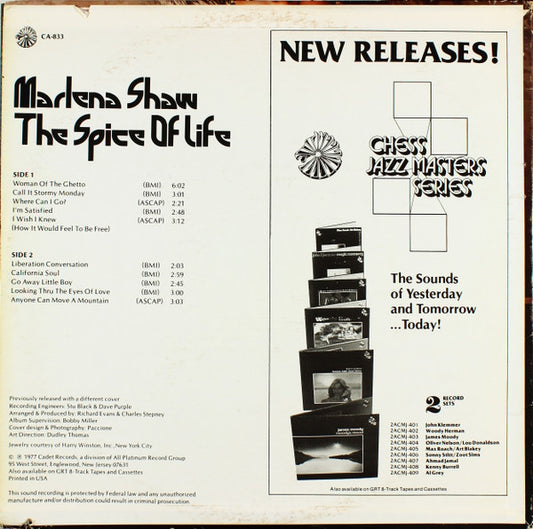 CA-833
Marlena Shaw
The Spice Of Life
SIDE 1
Woman Of The Ghetto (BMI) 6:02
Call It Stormy Monday (BMI) 3:01
Where Can I Go? (ASCAP) 2:21
I'm Satisfied (BMI) 2:48
I Wish I Knew (ASCAP) 3:12
(How It Would Feel To Be Free)
SIDE 2
Liberation Conversation (BMI) 2:03
California Soul (BMI) 2:59
Go Away Little Boy (BMI) 2:45
Looking Thru The Eyes Of Love (BMI) 3:00
Anyone Can Move A Mountain (ASCAP) 3:03
Previously released with a different cover
Recording Engineers: Stu Black & Dave Purple
Arranged & Produced by: Richard Evans & Charles Stepney
Album Supervision: Bobby Miller
Cover design & Photography: Paccione
Art Direction: Dudley Thomas
Jewelry courtesy of Harry Winston, Inc., New York City
© ℗ 1977 Cadet Records, a division of All Platinum Record Group
95 West Street, Englewood, New Jersey 07631
Also available on GRT 8-Track Tapes and Cassettes
Printed in USA
This sound recording is protected by Federal law and any unauthorized
manufacture and/or distribution could result in criminal prosecution.
NEW RELEASES!
CHESS
JAZZ MASTERS
SERIES
The Sounds
of Yesterday
and Tomorrow
...Today!
2 RECORD
SETS
2ACMJ-401 John Klemmer
2ACMJ-402 Woody Herman
2ACMJ-403 James Moody
2ACMJ-404 Oliver Nelson/Lou Donaldson
2ACMJ-405 Max Roach/Art Blakey
2ACMJ-406 Sonny Stitt/Zoot Sims
2ACMJ-407 Ahmad Jamal
2ACMJ-408 Kenny Burrell
2ACMJ-409 Al Grey
Also available on GRT 8-Track Tapes and Cassettes